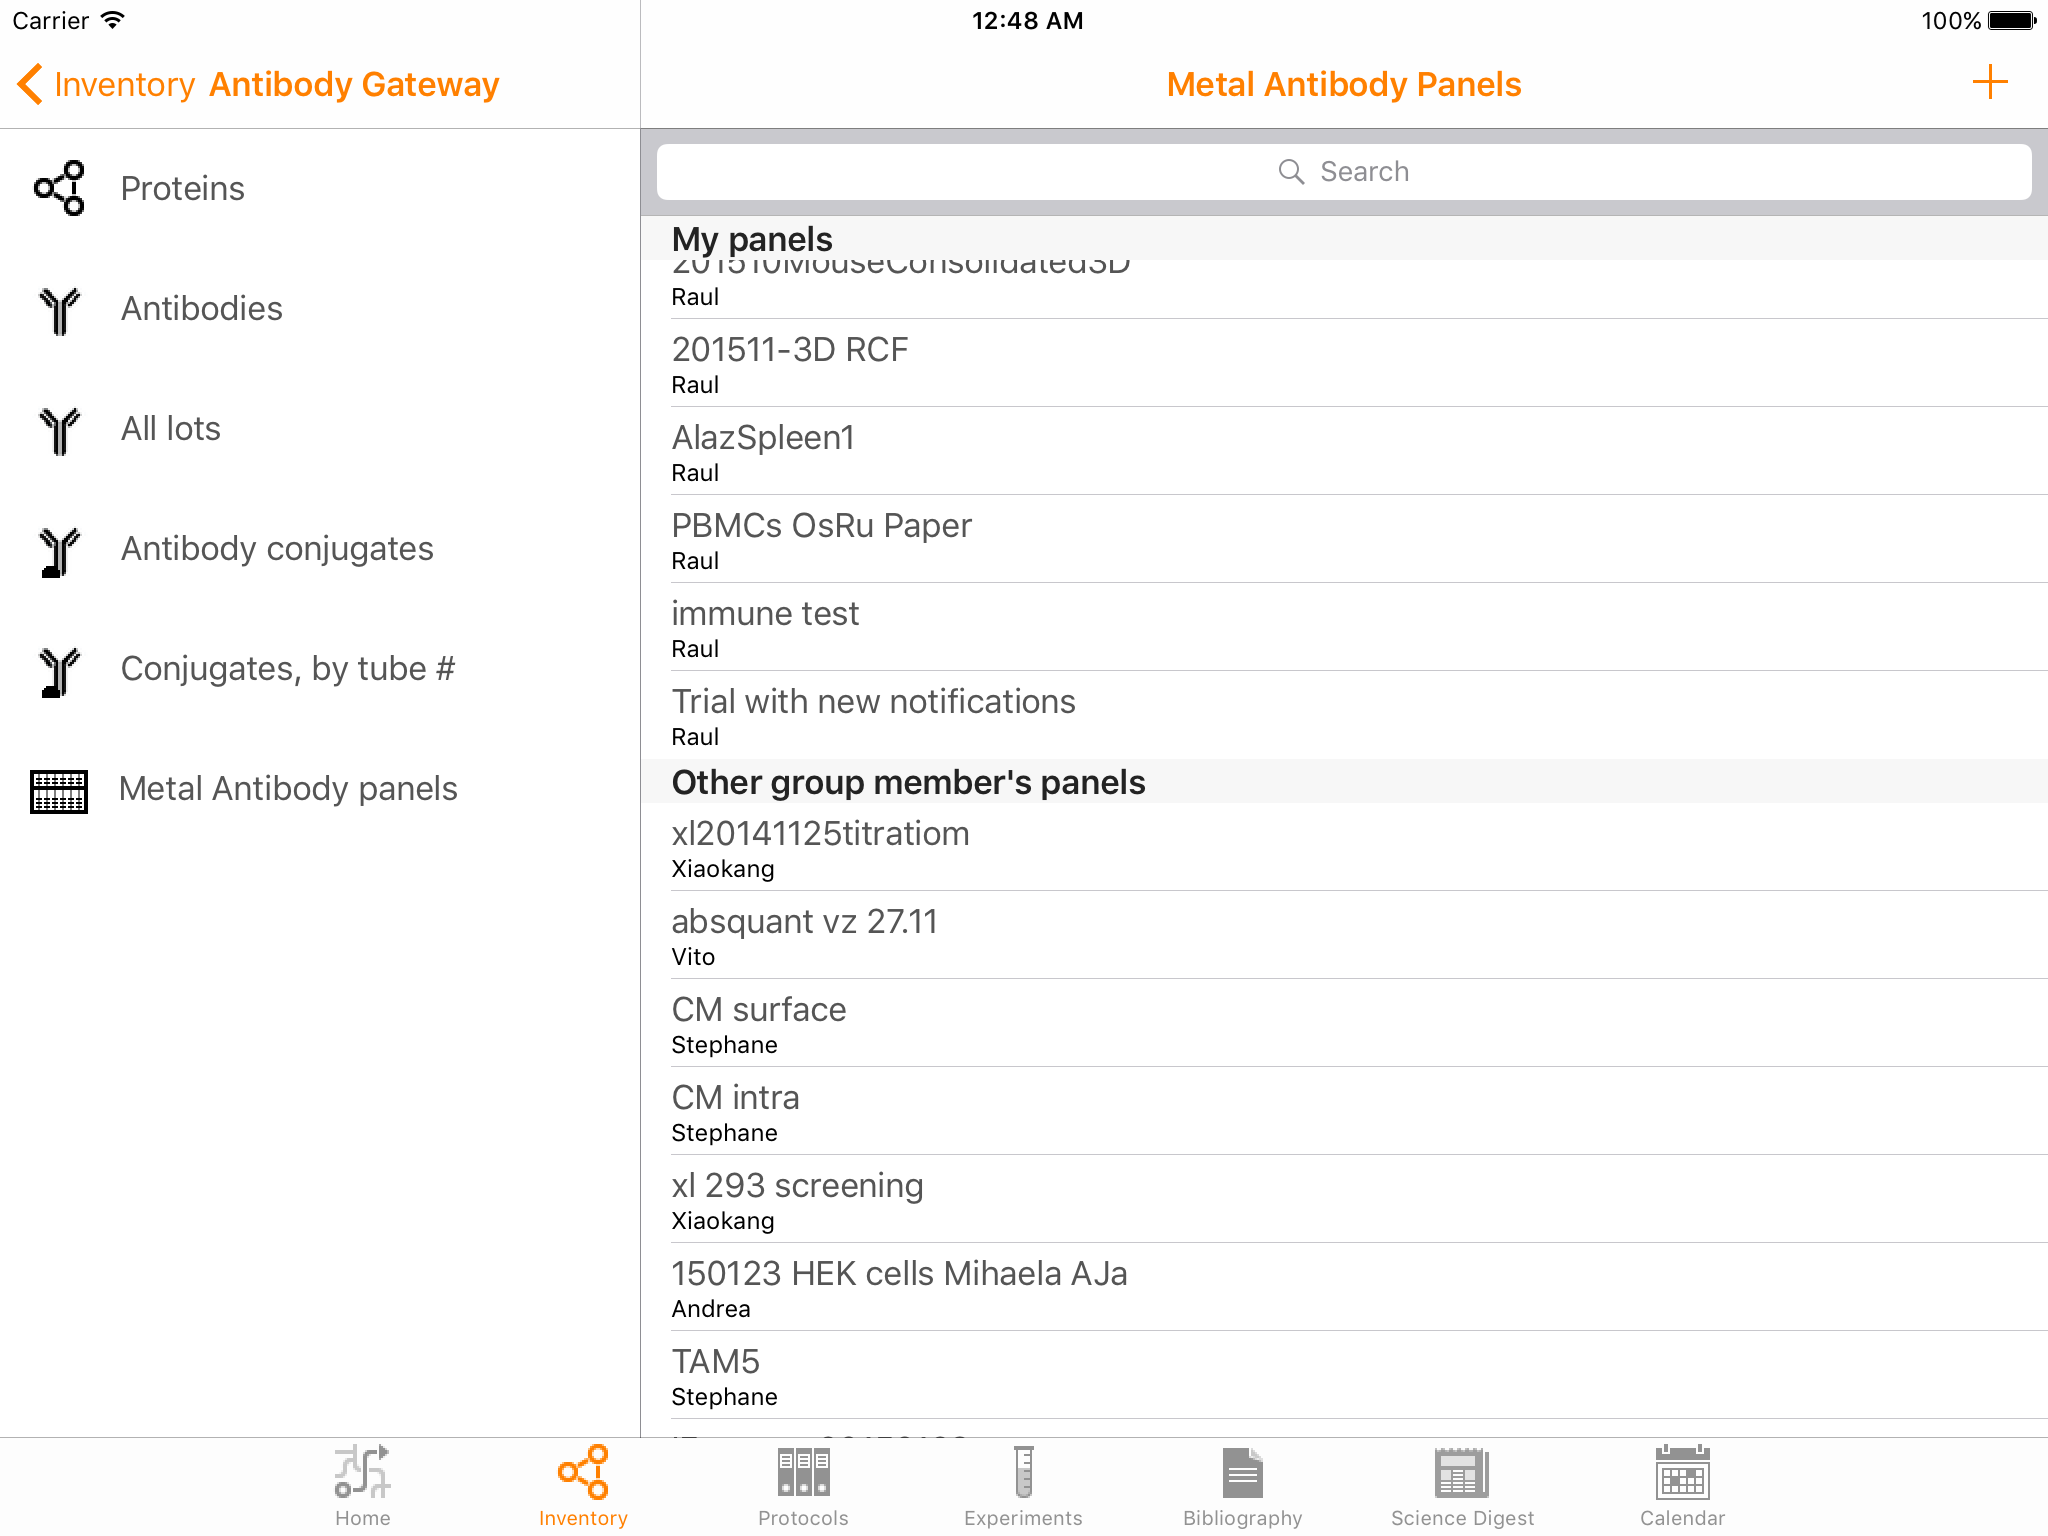 Carrier
12:48 AM
100%
Inventory
Antibody Gateway
Metal Antibody Panels
Proteins
Antibodies
All lots
Antibody conjugates
Conjugates, by tube #
Metal Antibody panels
Search
My panels
201510MouseConsolidated3D
Raul
201511-3D RCF
Raul
AlazSpleen1
Raul
PBMCs OsRu Paper
Raul
immune test
Raul
Trial with new notifications
Raul
Other group member's panels
xl20141125titratiom
Xiaokang
absquant vz 27.11
Vito
CM surface
Stephane
CM intra
Stephane
xl 293 screening
Xiaokang
150123 HEK cells Mihaela AJa
Andrea
TAM5
Stephane
Home
Inventory
Protocols
Experiments
Bibliography
Science Digest
Calendar